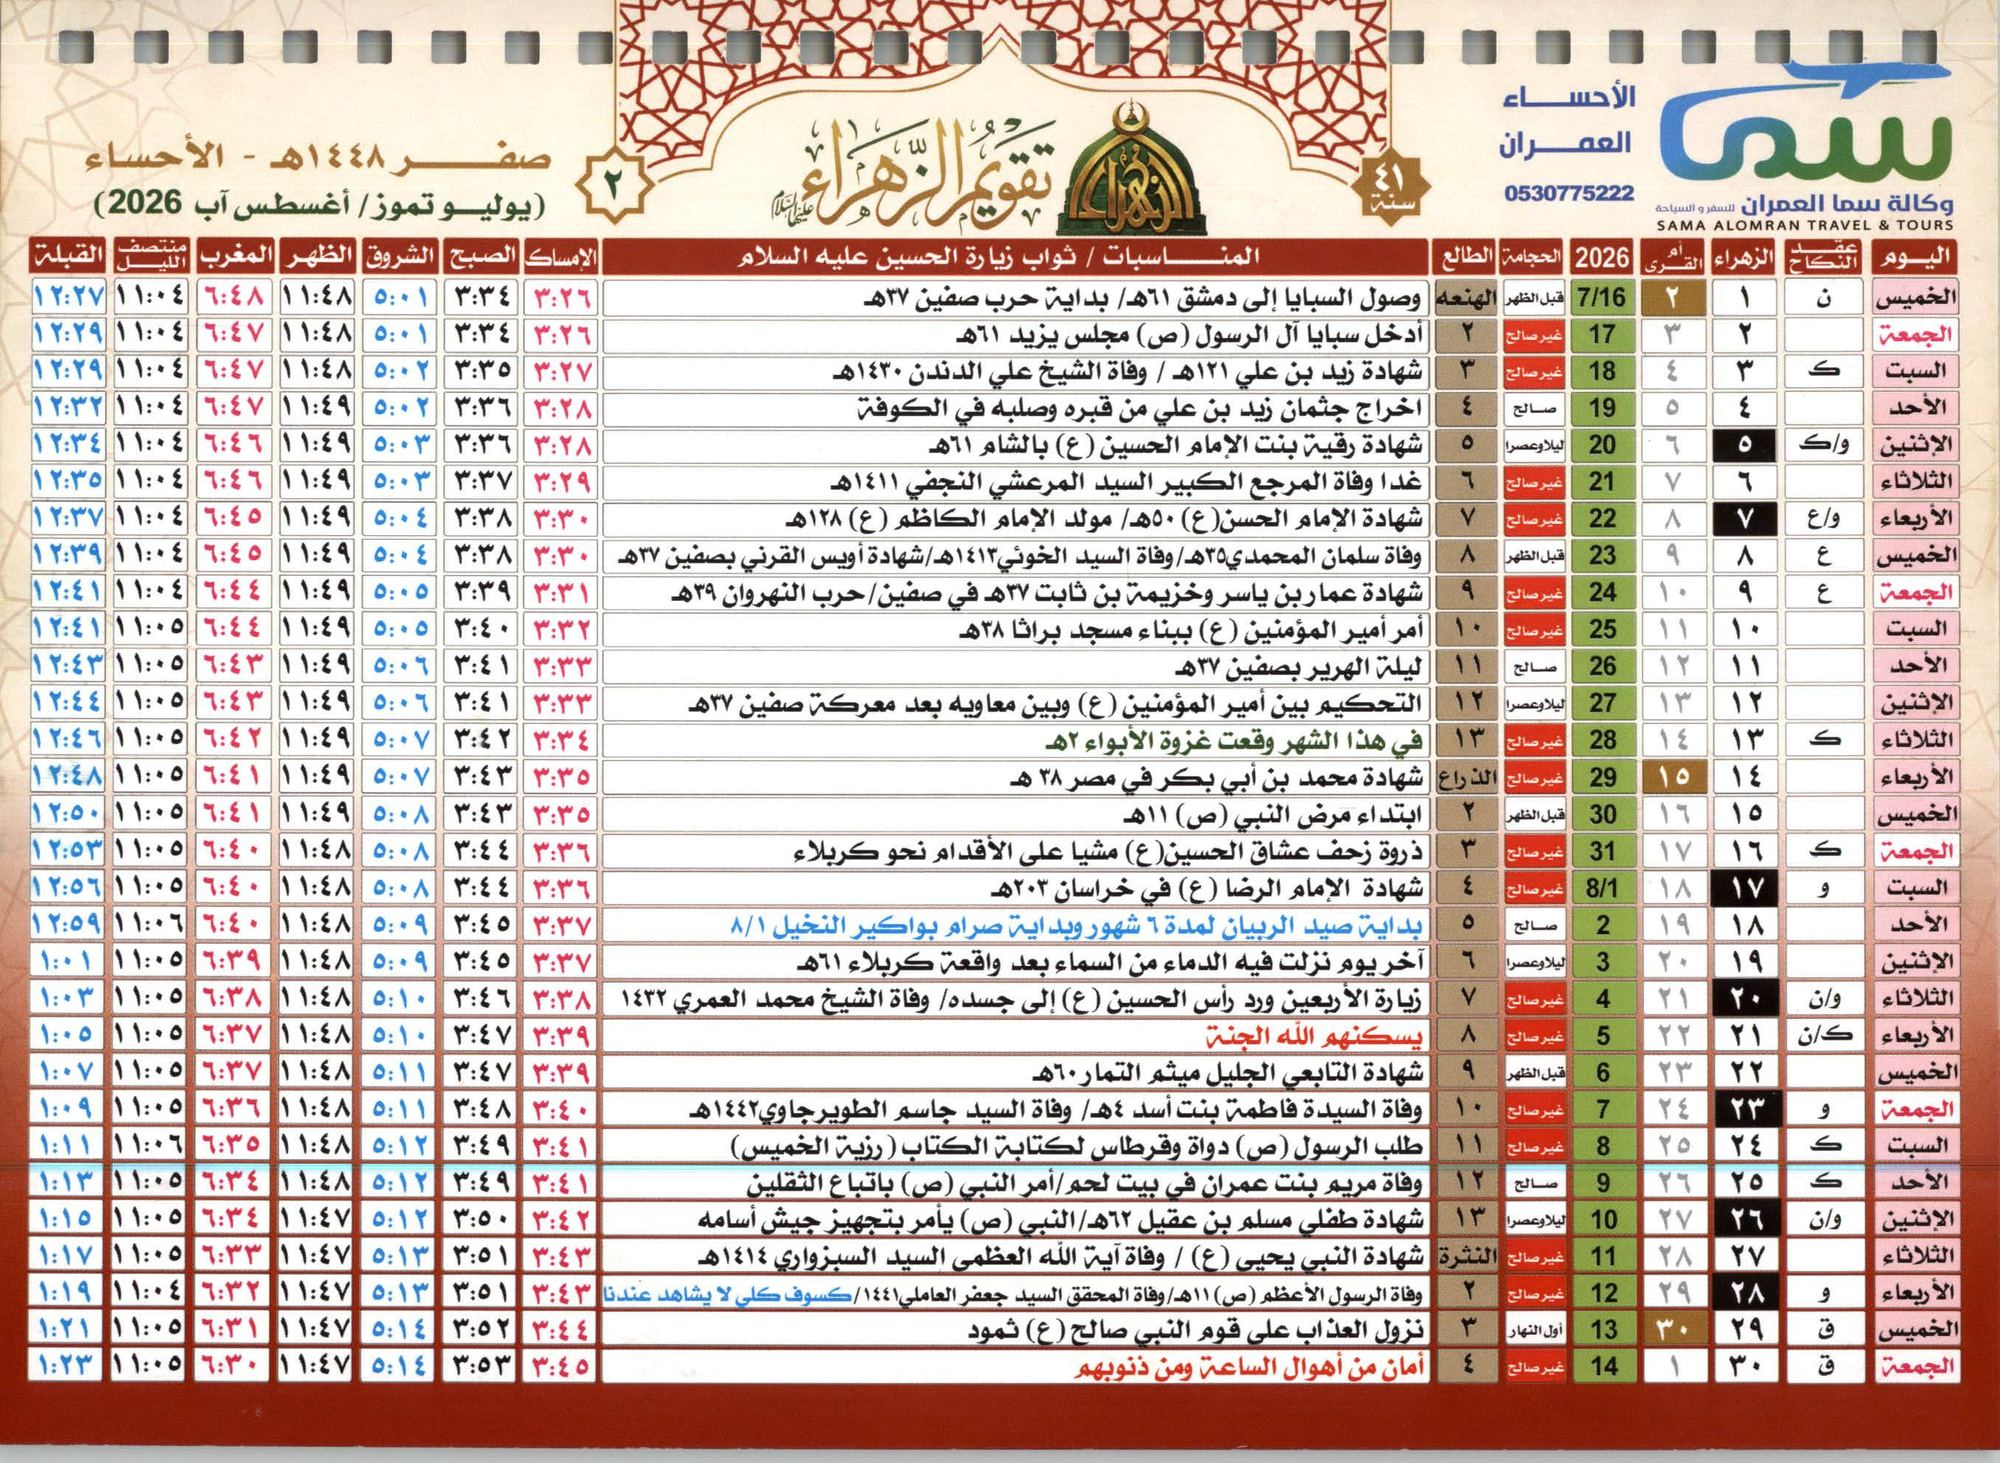 الأحساء
العمران
0530775222
سما
وكالة سما العمران للسفر و السياحة
SAMA ALOMRAN TRAVEL & TOURS
٤١ سنة
تقويم الزهراء عليها السلام
الزهراء
٢
صفر ١٤٤٨هـ - الأحساء
(يوليو تموز/ أغسطس آب 2026)
اليوم | عقد النكاح | الزهراء | أم القرى | 2026 | الحجامة | الطالع | المناسبات / ثواب زيارة الحسين عليه السلام | الإمساك | الصبح | الشروق | الظهر | المغرب | منتصف الليل | القبلة
الخميس | ن | ١ | ٢ | 7/16 | قبل الظهر | الهنعه | وصول السبايا إلى دمشق ٦١هـ/ بداية حرب صفين ٣٧هـ | ٣:٢٦ | ٣:٣٤ | ٥:٠١ | ١١:٤٨ | ٦:٤٨ | ١١:٠٤ | ١٢:٢٧
الجمعة | ٢ | ٣ | 17 | غير صالح | ٢ | أدخل سبايا آل الرسول (ص) مجلس يزيد ٦١هـ | ٣:٢٦ | ٣:٣٤ | ٥:٠١ | ١١:٤٨ | ٦:٤٧ | ١١:٠٤ | ١٢:٢٩
السبت | ك | ٣ | ٤ | 18 | غير صالح | ٣ | شهادة زيد بن علي ١٢١هـ / وفاة الشيخ علي الدندن ١٤٣٠هـ | ٣:٢٧ | ٣:٣٥ | ٥:٠٢ | ١١:٤٨ | ٦:٤٧ | ١١:٠٤ | ١٢:٢٩
الأحد | ٤ | ٥ | 19 | صالح | ٤ | اخراج جثمان زيد بن علي من قبره وصلبه في الكوفة | ٣:٢٨ | ٣:٣٦ | ٥:٠٢ | ١١:٤٩ | ٦:٤٧ | ١١:٠٤ | ١٢:٣٢
الإثنين | و/ك | ٥ | ٦ | 20 | ليلا وعصرا | ٥ | شهادة رقية بنت الإمام الحسين (ع) بالشام ٦١هـ | ٣:٢٨ | ٣:٣٦ | ٥:٠٣ | ١١:٤٩ | ٦:٤٦ | ١١:٠٤ | ١٢:٣٤
الثلاثاء | ٦ | ٧ | 21 | غير صالح | ٦ | غدا وفاة المرجع الكبير السيد المرعشي النجفي ١٤١١هـ | ٣:٢٩ | ٣:٣٧ | ٥:٠٣ | ١١:٤٩ | ٦:٤٦ | ١١:٠٤ | ١٢:٣٥
الأربعاء | و/ع | ٧ | ٨ | 22 | غير صالح | ٧ | شهادة الإمام الحسن(ع) ٥٠هـ/ مولد الإمام الكاظم (ع) ١٢٨هـ | ٣:٣٠ | ٣:٣٨ | ٥:٠٤ | ١١:٤٩ | ٦:٤٥ | ١١:٠٤ | ١٢:٣٧
الخميس | ع | ٨ | ٩ | 23 | قبل الظهر | ٨ | وفاة سلمان المحمدي٣٥هـ/وفاة السيد الخوئي١٤١٣هـ/شهادة أويس القرني بصفين ٣٧هـ | ٣:٣٠ | ٣:٣٨ | ٥:٠٤ | ١١:٤٩ | ٦:٤٥ | ١١:٠٤ | ١٢:٣٩
الجمعة | ع | ٩ | ١٠ | 24 | غير صالح | ٩ | شهادة عمار بن ياسر وخزيمة بن ثابت ٣٧هـ في صفين/ حرب النهروان ٣٩هـ | ٣:٣١ | ٣:٣٩ | ٥:٠٥ | ١١:٤٩ | ٦:٤٤ | ١١:٠٤ | ١٢:٤١
السبت | ١٠ | ١١ | 25 | غير صالح | ١٠ | أمر أمير المؤمنين (ع) ببناء مسجد براثا ٣٨هـ | ٣:٣٢ | ٣:٤٠ | ٥:٠٥ | ١١:٤٩ | ٦:٤٤ | ١١:٠٥ | ١٢:٤١
الأحد | ١١ | ١٢ | 26 | صالح | ١١ | ليلة الهرير بصفين ٣٧هـ | ٣:٣٣ | ٣:٤١ | ٥:٠٦ | ١١:٤٩ | ٦:٤٣ | ١١:٠٥ | ١٢:٤٣
الإثنين | ١٢ | ١٣ | 27 | ليلا وعصرا | ١٢ | التحكيم بين أمير المؤمنين (ع) وبين معاويه بعد معركة صفين ٣٧هـ | ٣:٣٣ | ٣:٤١ | ٥:٠٦ | ١١:٤٩ | ٦:٤٣ | ١١:٠٥ | ١٢:٤٤
الثلاثاء | ك | ١٣ | ١٤ | 28 | غير صالح | ١٣ | في هذا الشهر وقعت غزوة الأبواء ٢هـ | ٣:٣٤ | ٣:٤٢ | ٥:٠٧ | ١١:٤٩ | ٦:٤٢ | ١١:٠٥ | ١٢:٤٦
الأربعاء | ١٤ | ١٥ | 29 | غير صالح | الذراع | شهادة محمد بن أبي بكر في مصر ٣٨ هـ | ٣:٣٥ | ٣:٤٣ | ٥:٠٧ | ١١:٤٩ | ٦:٤١ | ١١:٠٥ | ١٢:٤٨
الخميس | ١٥ | ١٦ | 30 | قبل الظهر | ٢ | ابتداء مرض النبي (ص) ١١هـ | ٣:٣٥ | ٣:٤٣ | ٥:٠٨ | ١١:٤٩ | ٦:٤١ | ١١:٠٥ | ١٢:٥٠
الجمعة | ك | ١٦ | ١٧ | 31 | غير صالح | ٣ | ذروة زحف عشاق الحسين(ع) مشيا على الأقدام نحو كربلاء | ٣:٣٦ | ٣:٤٤ | ٥:٠٨ | ١١:٤٨ | ٦:٤٠ | ١١:٠٥ | ١٢:٥٣
السبت | و | ١٧ | ١٨ | 8/1 | غير صالح | ٤ | شهادة الإمام الرضا (ع) في خراسان ٢٠٣هـ | ٣:٣٦ | ٣:٤٤ | ٥:٠٨ | ١١:٤٨ | ٦:٤٠ | ١١:٠٥ | ١٢:٥٦
الأحد | ١٨ | ١٩ | 2 | صالح | ٥ | بداية صيد الربيان لمدة ٦ شهور وبداية صرام بواكير النخيل ٨/١ | ٣:٣٧ | ٣:٤٥ | ٥:٠٩ | ١١:٤٨ | ٦:٤٠ | ١١:٠٦ | ١٢:٥٩
الإثنين | ١٩ | ٢٠ | 3 | ليلا وعصرا | ٦ | آخر يوم نزلت فيه الدماء من السماء بعد واقعة كربلاء ٦١هـ | ٣:٣٧ | ٣:٤٥ | ٥:٠٩ | ١١:٤٨ | ٦:٣٩ | ١١:٠٥ | ١:٠١
الثلاثاء | و/ن | ٢٠ | ٢١ | 4 | غير صالح | ٧ | زيارة الأربعين ورد رأس الحسين (ع) إلى جسده/ وفاة الشيخ محمد العمري ١٤٣٢ | ٣:٣٨ | ٣:٤٦ | ٥:١٠ | ١١:٤٨ | ٦:٣٨ | ١١:٠٥ | ١:٠٣
الأربعاء | ك/ن | ٢١ | ٢٢ | 5 | غير صالح | ٨ | يسكنهم الله الجنة | ٣:٣٩ | ٣:٤٧ | ٥:١٠ | ١١:٤٨ | ٦:٣٧ | ١١:٠٥ | ١:٠٥
الخميس | ٢٢ | ٢٣ | 6 | قبل الظهر | ٩ | شهادة التابعي الجليل ميثم التمار٦٠هـ | ٣:٣٩ | ٣:٤٧ | ٥:١١ | ١١:٤٨ | ٦:٣٧ | ١١:٠٥ | ١:٠٧
الجمعة | و | ٢٣ | ٢٤ | 7 | غير صالح | ١٠ | وفاة السيدة فاطمة بنت أسد ٤هـ/ وفاة السيد جاسم الطويرجاوي١٤٤٢هـ | ٣:٤٠ | ٣:٤٨ | ٥:١١ | ١١:٤٨ | ٦:٣٦ | ١١:٠٥ | ١:٠٩
السبت | ك | ٢٤ | ٢٥ | 8 | غير صالح | ١١ | طلب الرسول (ص) دواة وقرطاس لكتابة الكتاب (رزية الخميس) | ٣:٤١ | ٣:٤٩ | ٥:١٢ | ١١:٤٨ | ٦:٣٥ | ١١:٠٦ | ١:١١
الأحد | ك | ٢٥ | ٢٦ | 9 | صالح | ١٢ | وفاة مريم بنت عمران في بيت لحم/أمر النبي (ص) باتباع الثقلين | ٣:٤١ | ٣:٤٩ | ٥:١٢ | ١١:٤٨ | ٦:٣٤ | ١١:٠٥ | ١:١٣
الإثنين | و/ن | ٢٦ | ٢٧ | 10 | ليلا وعصرا | ١٣ | شهادة طفلي مسلم بن عقيل ٦٢هـ/النبي (ص) يأمر بتجهيز جيش أسامه | ٣:٤٢ | ٣:٥٠ | ٥:١٢ | ١١:٤٧ | ٦:٣٤ | ١١:٠٥ | ١:١٥
الثلاثاء | ٢٧ | ٢٨ | 11 | غير صالح | النثرة | شهادة النبي يحيى (ع) / وفاة آية الله العظمى السيد السبزواري ١٤١٤هـ | ٣:٤٣ | ٣:٥١ | ٥:١٣ | ١١:٤٧ | ٦:٣٣ | ١١:٠٥ | ١:١٧
الأربعاء | و | ٢٨ | ٢٩ | 12 | غير صالح | ٢ | وفاة الرسول الأعظم (ص)١١هـ/وفاة المحقق السيد جعفر العاملي١٤٤١/كسوف كلي لا يشاهد عندنا | ٣:٤٣ | ٣:٥١ | ٥:١٣ | ١١:٤٧ | ٦:٣٢ | ١١:٠٤ | ١:١٩
الخميس | ق | ٢٩ | ٣٠ | 13 | أول النهار | ٣ | نزول العذاب على قوم النبي صالح (ع) ثمود | ٣:٤٤ | ٣:٥٢ | ٥:١٤ | ١١:٤٧ | ٦:٣١ | ١١:٠٥ | ١:٢١
الجمعة | ق | ٣٠ | ١ | 14 | غير صالح | ٤ | أمان من أهوال الساعة ومن ذنوبهم | ٣:٤٥ | ٣:٥٣ | ٥:١٤ | ١١:٤٧ | ٦:٣٠ | ١١:٠٥ | ١:٢٣